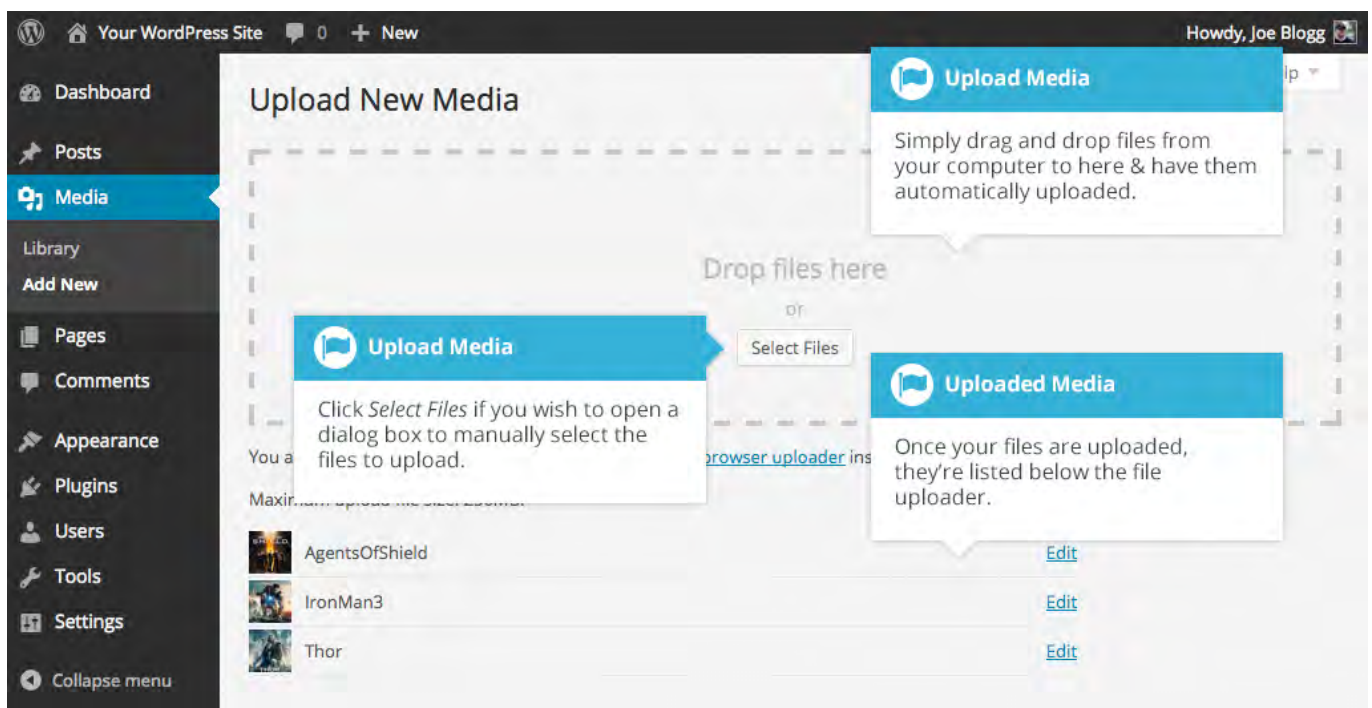 Your WordPress Site 0 + New Howdy, Joe Blogg
Dashboard
Posts
Media
Library
Add New
Pages
Comments
Appearance
Plugins
Users
Tools
Settings
Collapse menu
Upload New Media
Upload Media
Simply drag and drop files from
your computer to here & have them
automatically uploaded.
Drop files here
or
Select Files
Upload Media
Click Select Files if you wish to open a
dialog box to manually select the
files to upload.
Uploaded Media
Once your files are uploaded,
they're listed below the file
uploader.
You browser uploader
AgentsOfShield Edit
IronMan3 Edit
Thor Edit